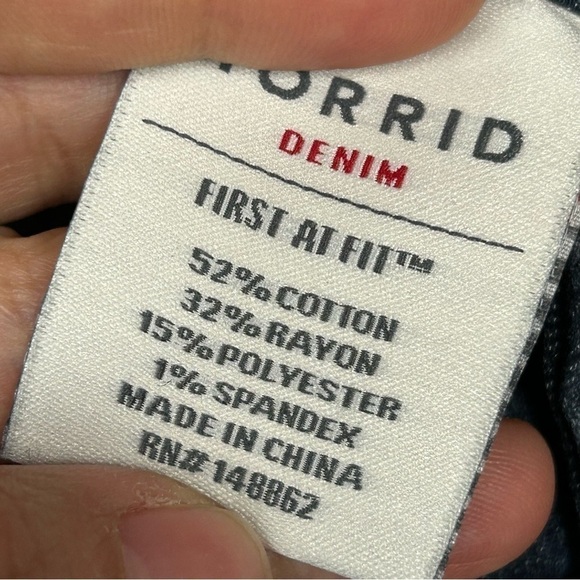 TORRID
DENIM
FIRST AT FIT™
52% COTTON
32% RAYON
15% POLYESTER
1% SPANDEX
MADE IN CHINA
RN# 148862